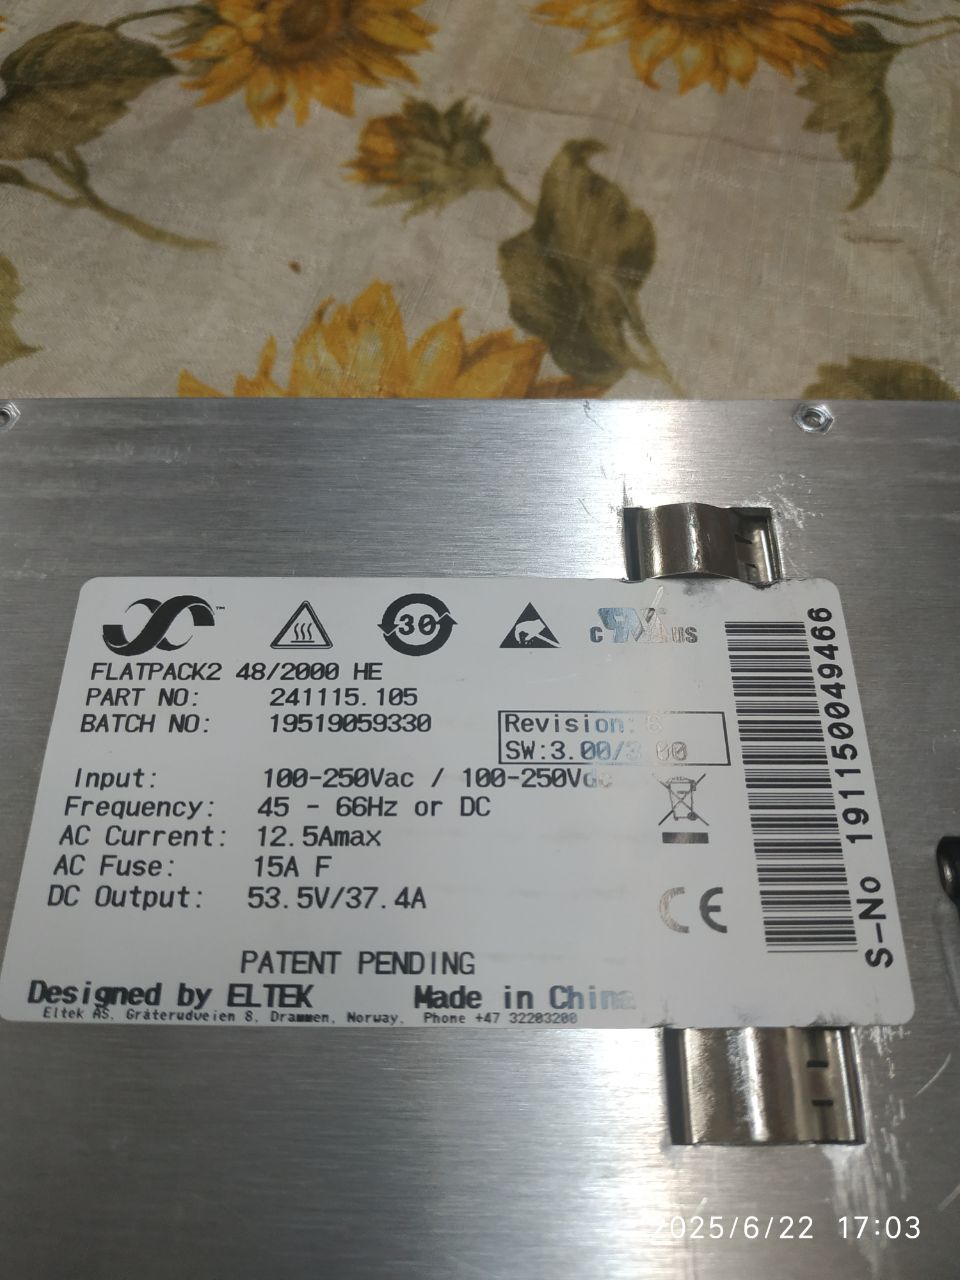 30
c US
FLATPACK2 48/2000 HE
PART NO: 241115.105
BATCH NO: 19519059330
Revision: 6
SW:3.00/3.00
Input: 100-250Vac / 100-250Vdc
Frequency: 45 - 66Hz or DC
AC Current: 12.5Amax
AC Fuse: 15A F
DC Output: 53.5V/37.4A
CE
PATENT PENDING
Designed by ELTEK Made in China
Eltek AS, Gråterudveien 8, Drammen, Norway, Phone +47 32203200
S-No 191150049466
2025/6/22 17:03